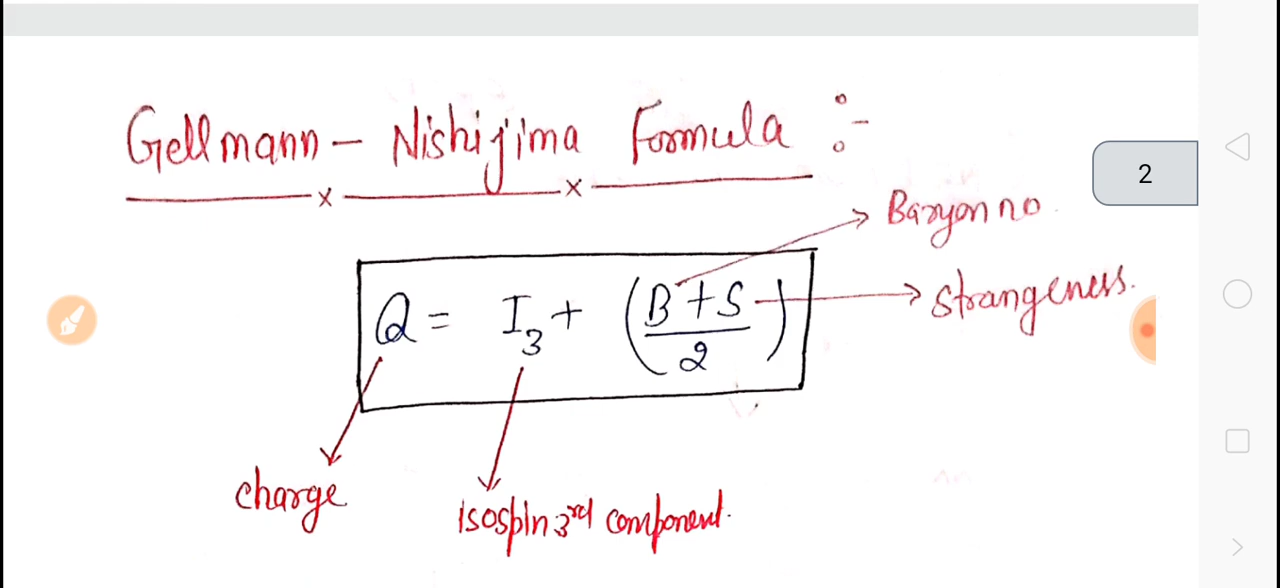 Gellmann – Nishijima Formula :-
2
Baryon no.
Q = I₃ + (B+S/2)
Strangeness.
charge
isospin 3rd component.